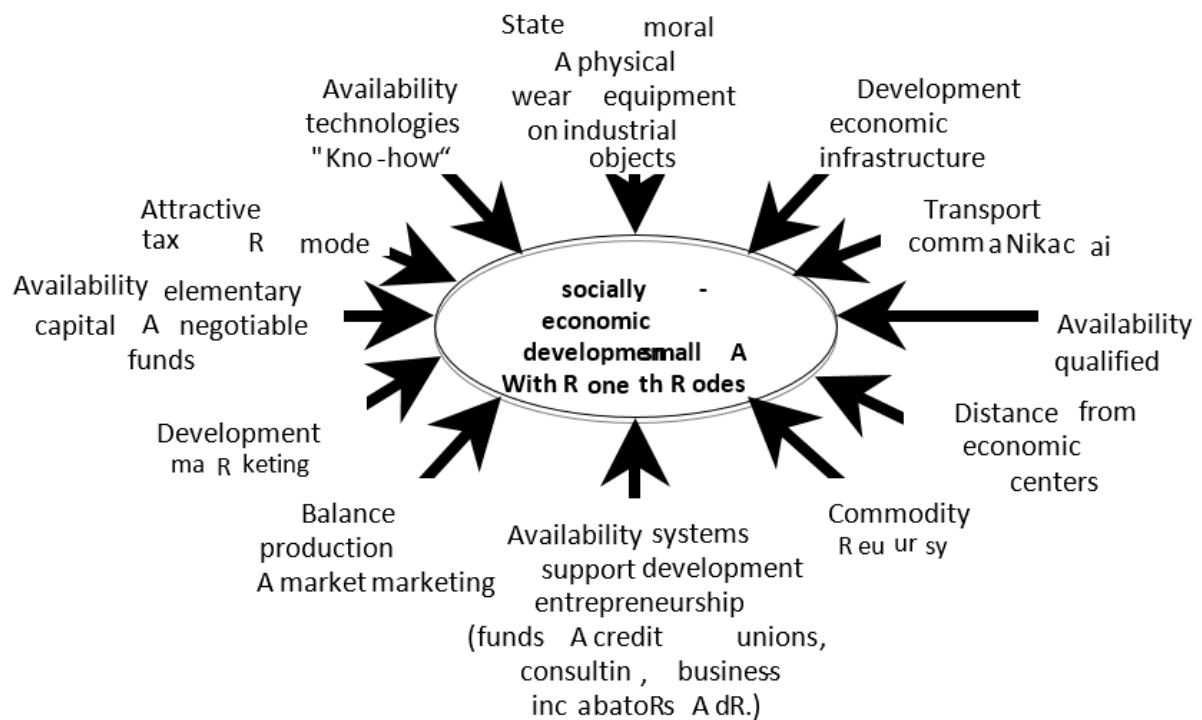 State moral
A physical
wear equipment
on industrial
objects
Availability
technologies
"Kno -how“
Development
economic
infrastructure
Attractive
tax R mode
Transport
comm a Nikac ai
Availability elementary
capital A negotiable
funds
socially -
economic
developmen small A
With R one th R odes
Availability
qualified
Development
ma R keting
Distance from
economic
centers
Balance
production
A market marketing
Availability systems
support development
entrepreneurship
(funds A credit unions,
consultin , business
inc abatoRs A dR.)
Commodity
R eu ur sy